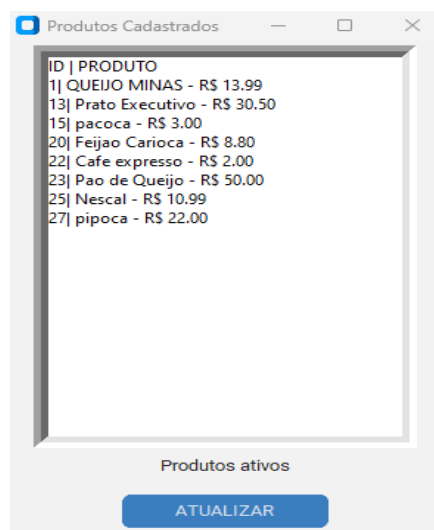 Produtos Cadastrados
ID | PRODUTO
1| QUEIJO MINAS - R$ 13.99
13| Prato Executivo - R$ 30.50
15| pacoca - R$ 3.00
20| Feijao Carioca - R$ 8.80
22| Cafe expresso - R$ 2.00
23| Pao de Queijo - R$ 50.00
25| Nescal - R$ 10.99
27| pipoca - R$ 22.00
Produtos ativos
ATUALIZAR